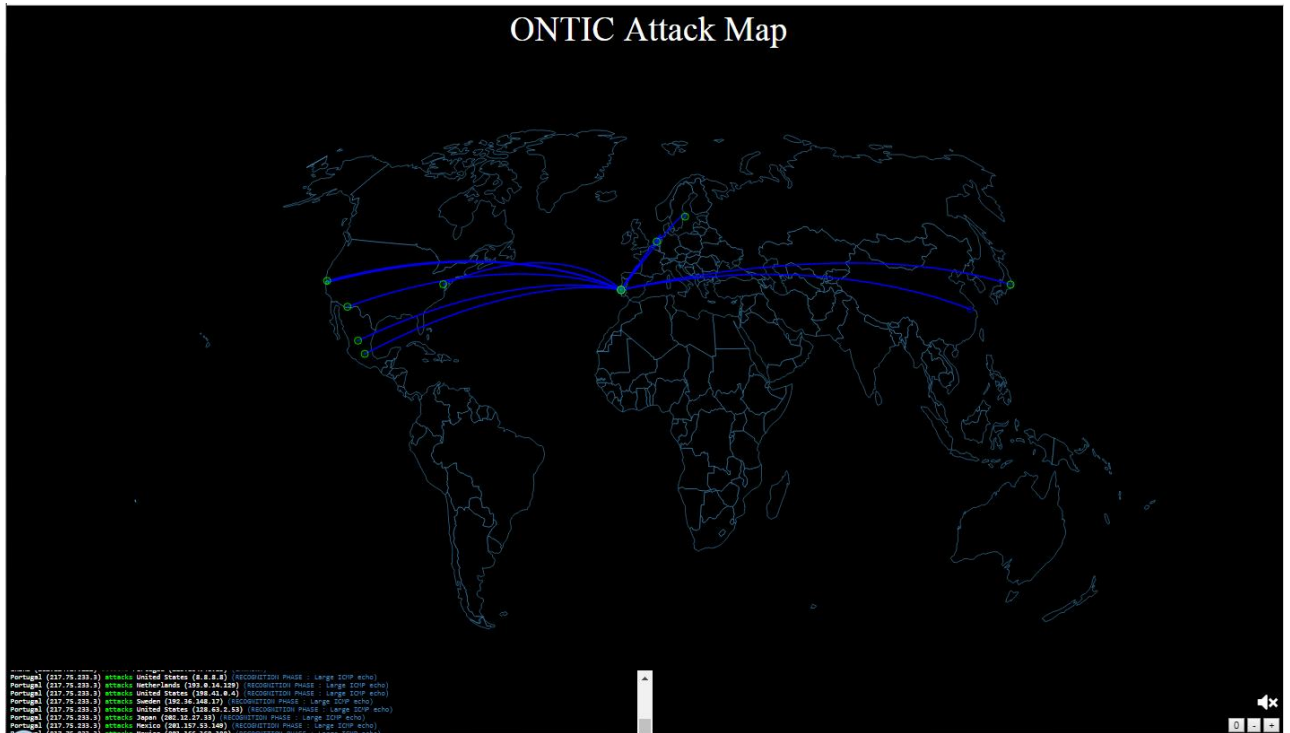 ONTIC Attack Map
Portugal (217.75.233.3) attacks United States (8.8.8.8) (RECOGNITION PHASE : Large ICMP echo)
Portugal (217.75.233.3) attacks Netherlands (193.0.14.129) (RECOGNITION PHASE : Large ICMP echo)
Portugal (217.75.233.3) attacks United States (198.41.0.4) (RECOGNITION PHASE : Large ICMP echo)
Portugal (217.75.233.3) attacks Sweden (192.36.148.17) (RECOGNITION PHASE : Large ICMP echo)
Portugal (217.75.233.3) attacks United States (128.63.2.53) (RECOGNITION PHASE : Large ICMP echo)
Portugal (217.75.233.3) attacks Japan (202.12.27.33) (RECOGNITION PHASE : Large ICMP echo)
Portugal (217.75.233.3) attacks Mexico (201.157.53.149) (RECOGNITION PHASE : Large ICMP echo)
0 - +